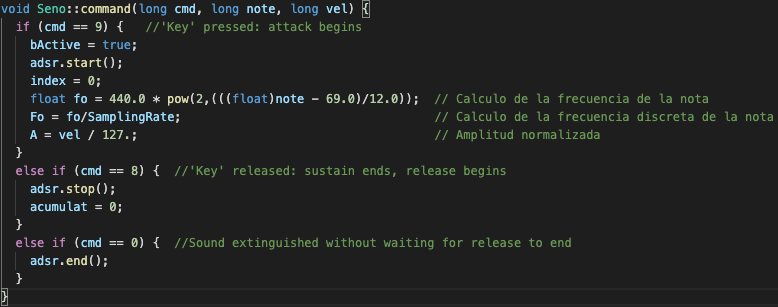 void Seno::command(long cmd, long note, long vel) {
  if (cmd == 9) {   //'Key' pressed: attack begins
    bActive = true;
    adsr.start();
    index = 0;
    float fo = 440.0 * pow(2,(((float)note - 69.0)/12.0));  // Calculo de la frecuencia de la nota
    Fo = fo/SamplingRate;                                   // Calculo de la frecuencia discreta de la nota
    A = vel / 127.;                                         // Amplitud normalizada
  }
  else if (cmd == 8) {  //'Key' released: sustain ends, release begins
    adsr.stop();
    acumulat = 0;
  }
  else if (cmd == 0) {  //Sound extinguished without waiting for release to end
    adsr.end();
  }
}